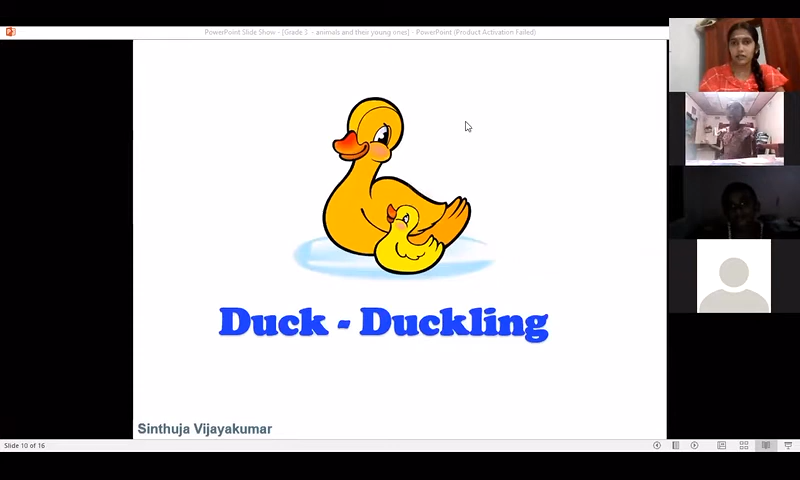 PowerPoint Slide Show - [Grade 3 - animals and their young ones] - PowerPoint (Product Activation Failed)
Duck - Duckling
Sinthuja Vijayakumar
Slide 10 of 16